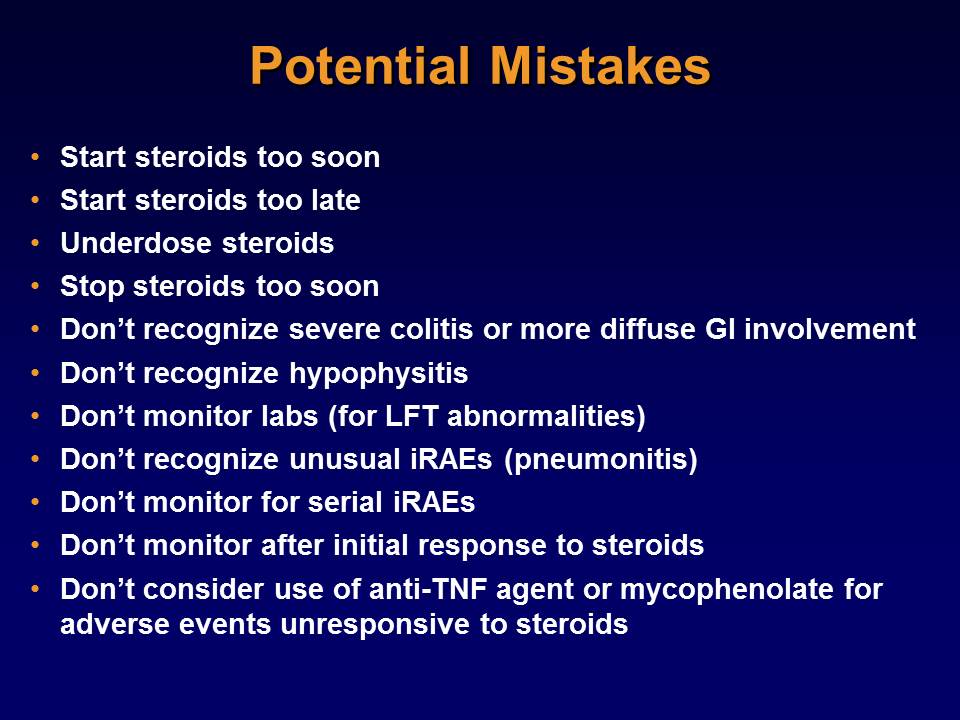 Potential Mistakes
• Start steroids too soon
• Start steroids too late
• Underdose steroids
• Stop steroids too soon
• Don’t recognize severe colitis or more diffuse GI involvement
• Don’t recognize hypophysitis
• Don’t monitor labs (for LFT abnormalities)
• Don’t recognize unusual iRAEs (pneumonitis)
• Don’t monitor for serial iRAEs
• Don’t monitor after initial response to steroids
• Don’t consider use of anti-TNF agent or mycophenolate for
adverse events unresponsive to steroids